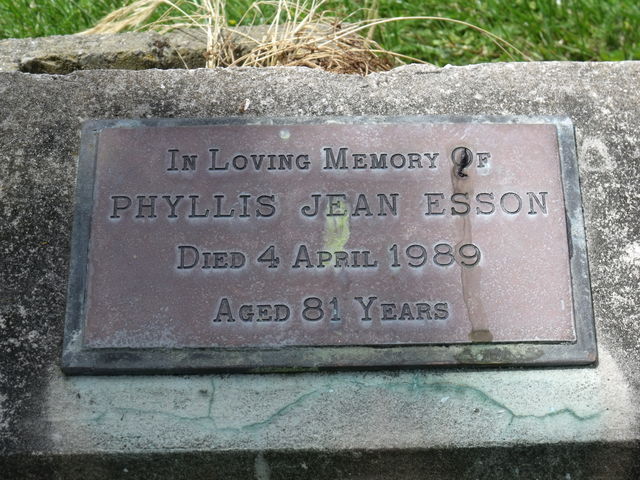 In Loving Memory Of
PHYLLIS JEAN ESSON
Died 4 April 1989
Aged 81 Years